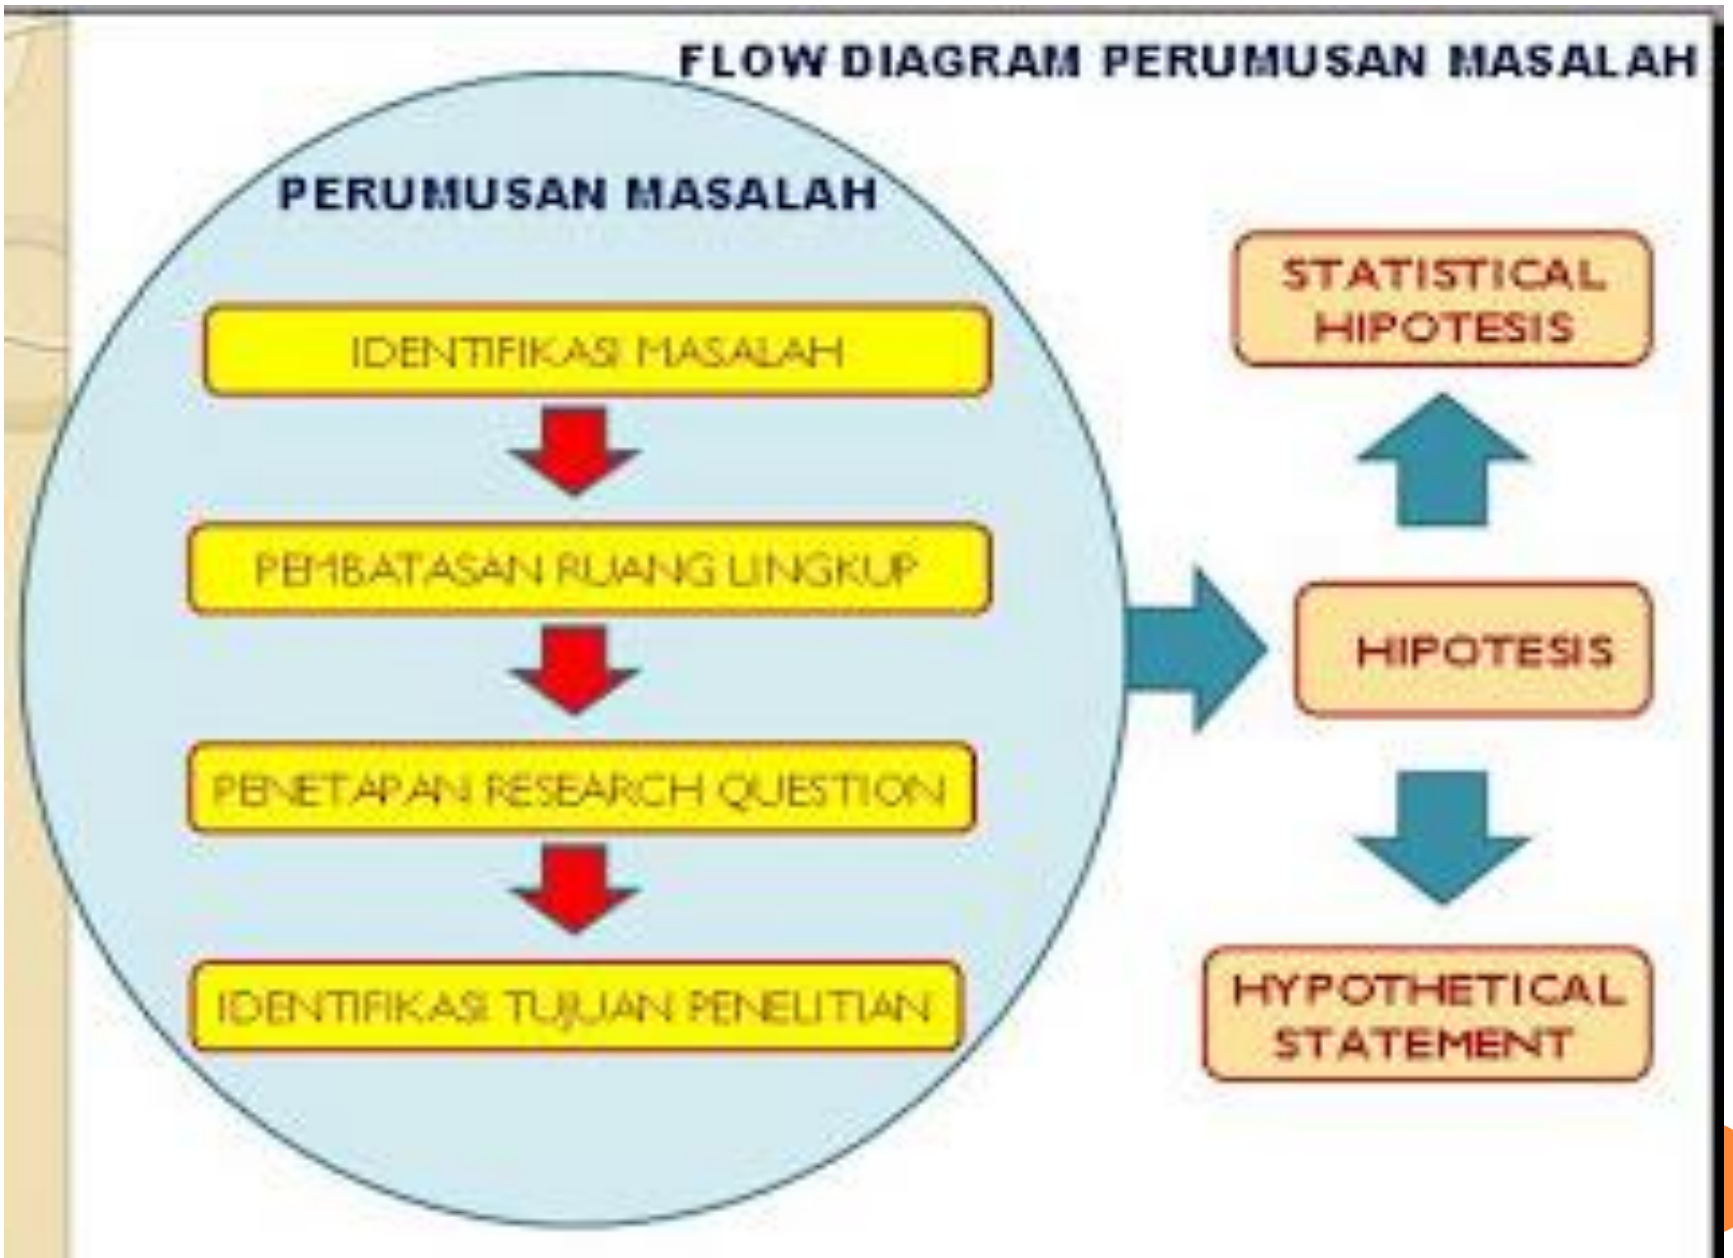 FLOW DIAGRAM PERUMUSAN MASALAH
PERUMUSAN MASALAH
IDENTIFIKASI MASALAH
PEMBATASAN RUANG LINGKUP
PENETAPAN RESEARCH QUESTION
IDENTIFIKASI TUJUAN PENELITIAN
STATISTICAL
HIPOTESIS
HIPOTESIS
HYPOTHETICAL
STATEMENT